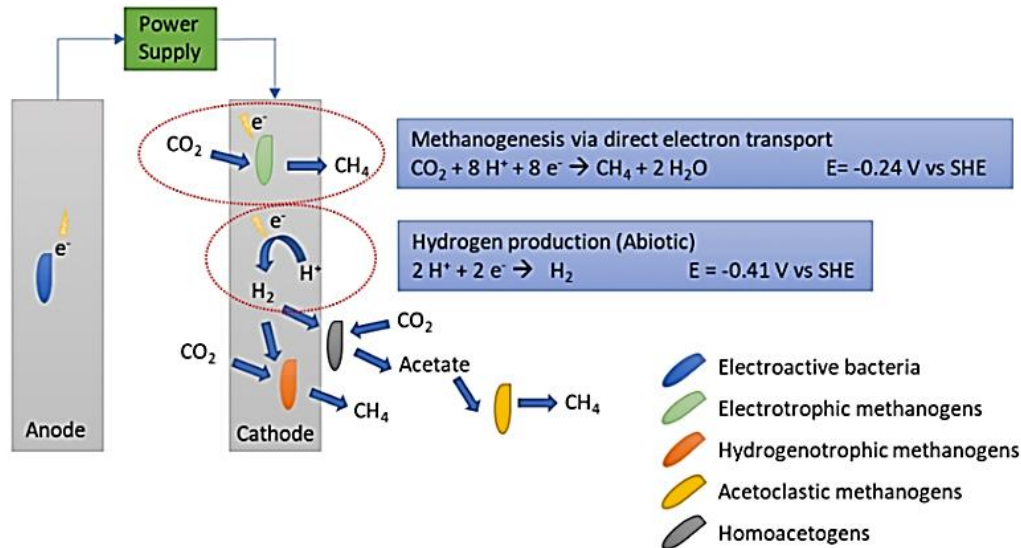 Power
Supply
e-
CO2
CH4
Methanogenesis via direct electron transport
CO2 + 8 H+ + 8 e- → CH4 + 2 H2O E= -0.24 V vs SHE
e-
e-
H+
H2
Hydrogen production (Abiotic)
2 H+ + 2 e- → H2 E = -0.41 V vs SHE
CO2
CO2
Acetate
CH4
CH4
Anode
Cathode
Electroactive bacteria
Electrotrophic methanogens
Hydrogenotrophic methanogens
Acetoclastic methanogens
Homoacetogens